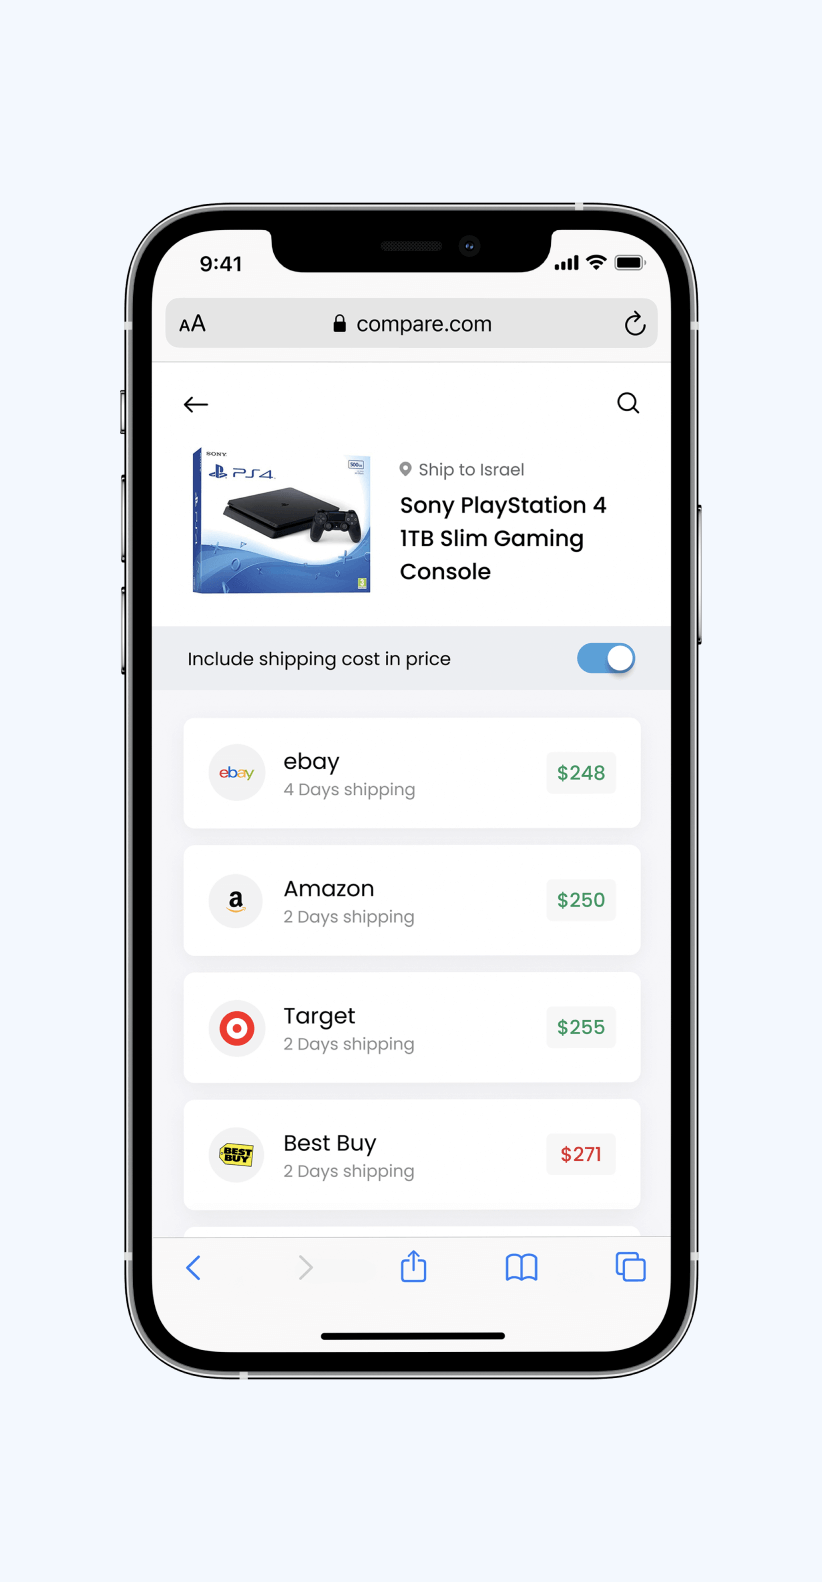 9:41
AA
compare.com
SONY
PS4
500GB
PS4
Ship to Israel
Sony PlayStation 4
1TB Slim Gaming
Console
Include shipping cost in price
ebay
ebay
4 Days shipping
$248
a
Amazon
2 Days shipping
$250
Target
2 Days shipping
$255
BEST
BUY
Best Buy
2 Days shipping
$271